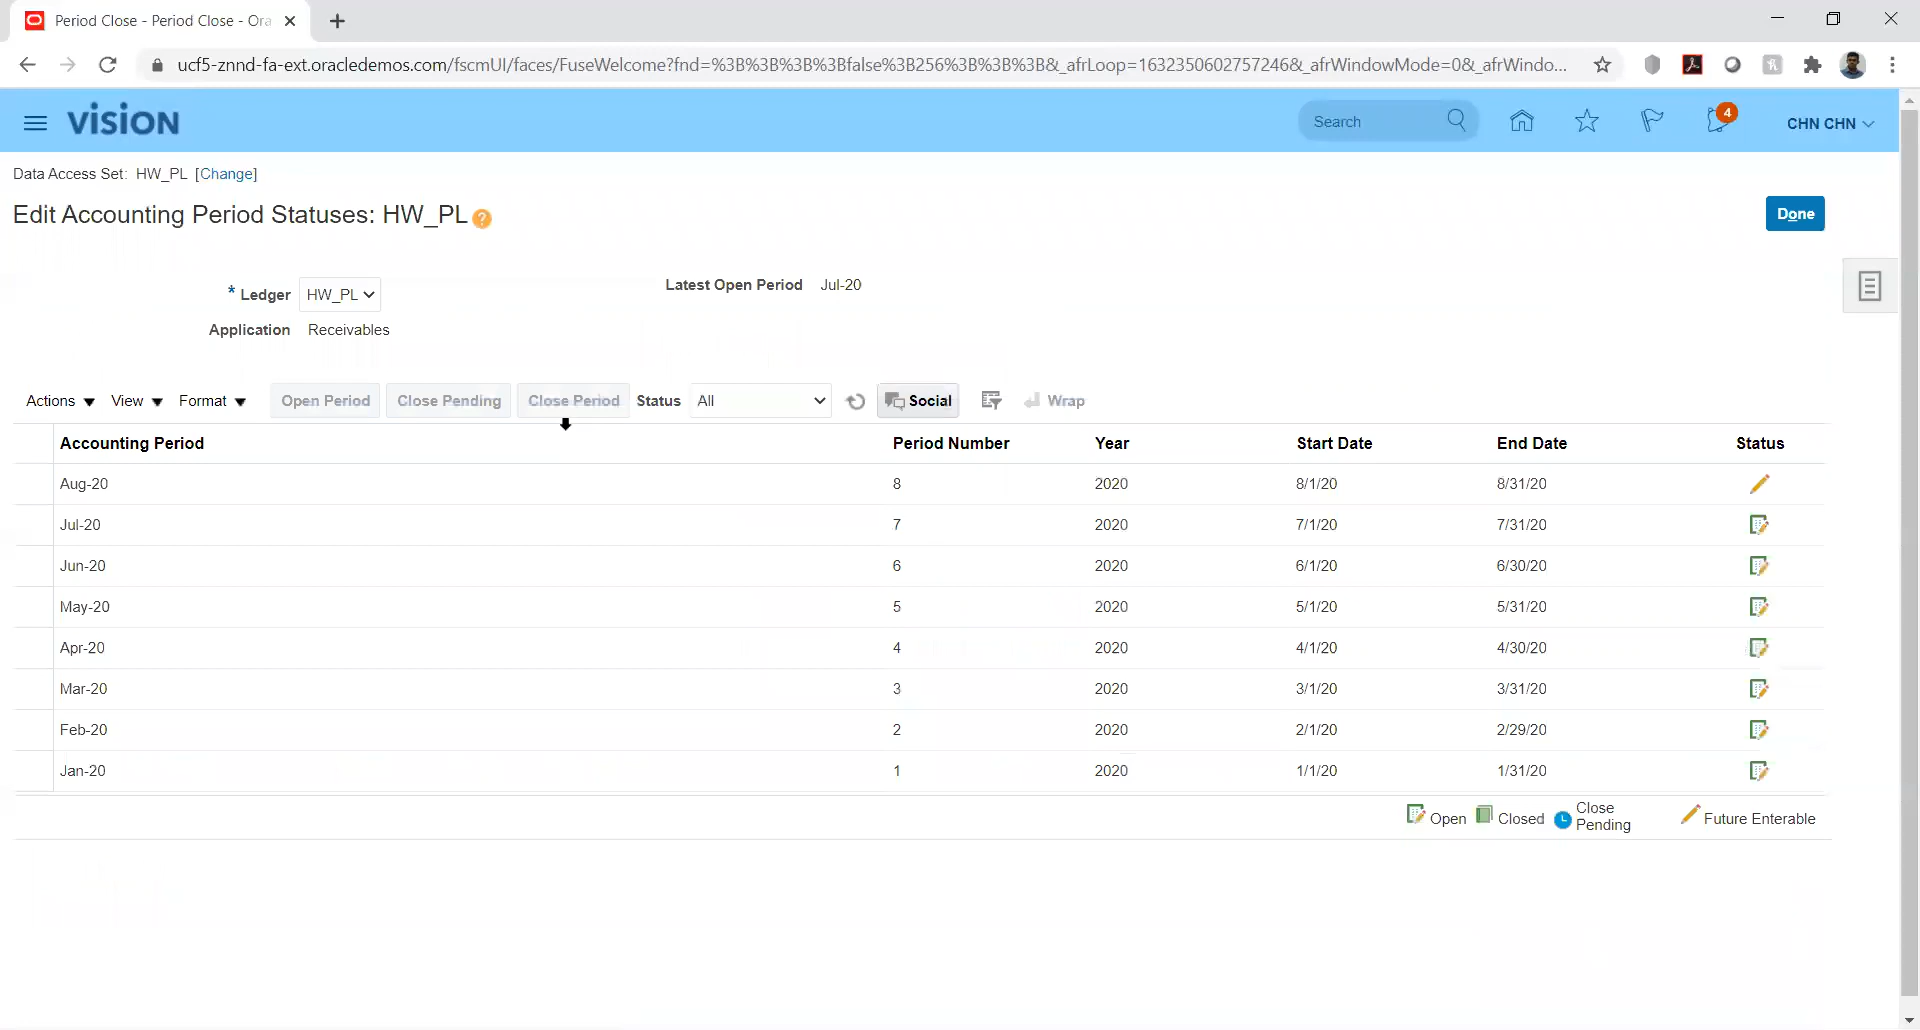 Period Close - Period Close - Ora
ucf5-znnd-fa-ext.oracledemos.com/fscmUI/faces/FuseWelcome?fnd=%3B%3B%3B%3Bfalse%3B256%3B%3B%3B&_afrLoop=1632350602757246&_afrWindowMode=0&_afrWindo...
vision
Search
4
CHN CHN
Data Access Set: HW_PL [Change]
Edit Accounting Period Statuses: HW_PL
?
Done
* Ledger HW_PL
Latest Open Period Jul-20
Application Receivables
Actions View Format Open Period Close Pending Close Period Status All Social Wrap
Accounting Period Period Number Year Start Date End Date Status
Aug-20 8 2020 8/1/20 8/31/20
Jul-20 7 2020 7/1/20 7/31/20
Jun-20 6 2020 6/1/20 6/30/20
May-20 5 2020 5/1/20 5/31/20
Apr-20 4 2020 4/1/20 4/30/20
Mar-20 3 2020 3/1/20 3/31/20
Feb-20 2 2020 2/1/20 2/29/20
Jan-20 1 2020 1/1/20 1/31/20
Open Closed Close Pending Future Enterable